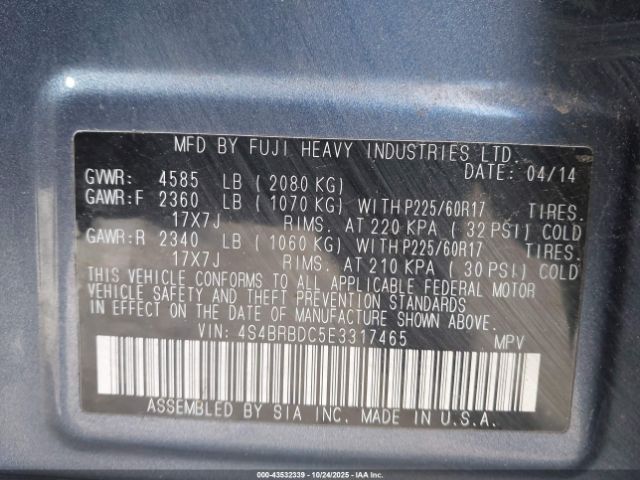 MFD BY FUJI HEAVY INDUSTRIES LTD.
DATE: 04/14
GVWR: 4585 LB (2080 KG)
GAWR:F 2360 LB (1070 KG) WITH P225/60R17 TIRES.
17X7J RIMS. AT 220 KPA (32 PSI) COLD
GAWR:R 2340 LB (1060 KG) WITH P225/60R17 TIRES.
17X7J RIMS. AT 210 KPA (30 PSI) COLD
THIS VEHICLE CONFORMS TO ALL APPLICABLE FEDERAL MOTOR
VEHICLE SAFETY AND THEFT PREVENTION STANDARDS
IN EFFECT ON THE DATE OF MANUFACTURE SHOWN ABOVE.
VIN: 4S4BRBDC5E3317465 MPV
ASSEMBLED BY SIA INC. MADE IN U.S.A.
000-43532339 - 10/24/2025 - IAA Inc.